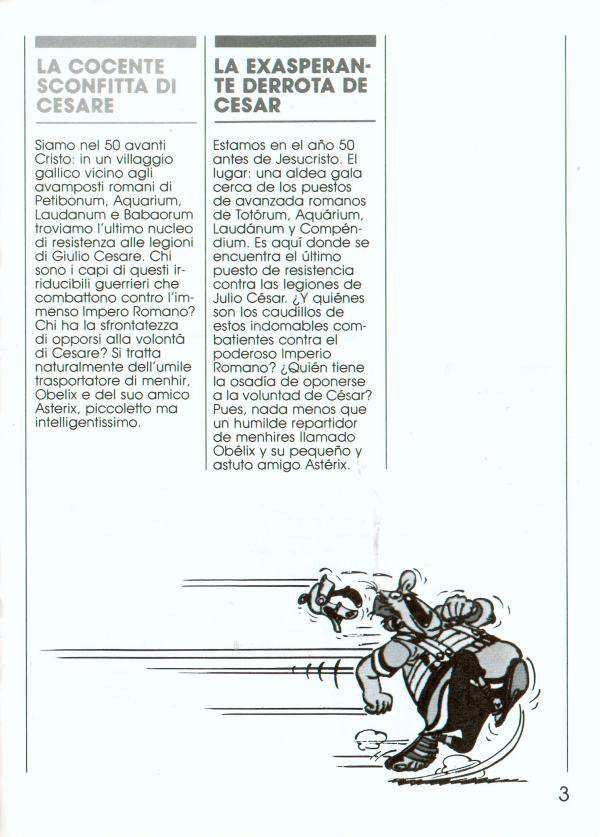 LA COCENTE
SCONFITTA DI
CESARE
Siamo nel 50 avanti
Cristo: in un villaggio
gallico vicino agli
avamposti romani di
Petibonum, Aquarium,
Laudanum e Babaorum
troviamo l'ultimo nucleo
di resistenza alle legioni
di Giulio Cesare. Chi
sono i capi di questi ir-
riducibili guerrieri che
combattono contro l'im-
menso Impero Romano?
Chi ha la sfrontatezza
di opporsi alla volontà
di Cesare? Si tratta
naturalmente dell'umile
trasportatore di menhir,
Obelix e del suo amico
Asterix, piccoletto ma
intelligentissimo.
LA EXASPERAN-
TE DERROTA DE
CESAR
Estamos en el año 50
antes de Jesucristo. El
lugar: una aldea gala
cerca de los puestos
de avanzada romanos
de Totórum, Aquárium,
Laudánum y Compén-
dium. Es aquí donde se
encuentra el último
puesto de resistencia
contra las legiones de
Julio César. ¿Y quiénes
son los caudillos de
estos indomables com-
batientes contra el
poderoso Imperio
Romano? ¿Quién tiene
la osadía de oponerse
a la voluntad de César?
Pues, nada menos que
un humilde repartidor
de menhires llamado
Obélix y su pequeño y
astuto amigo Astérix.
3